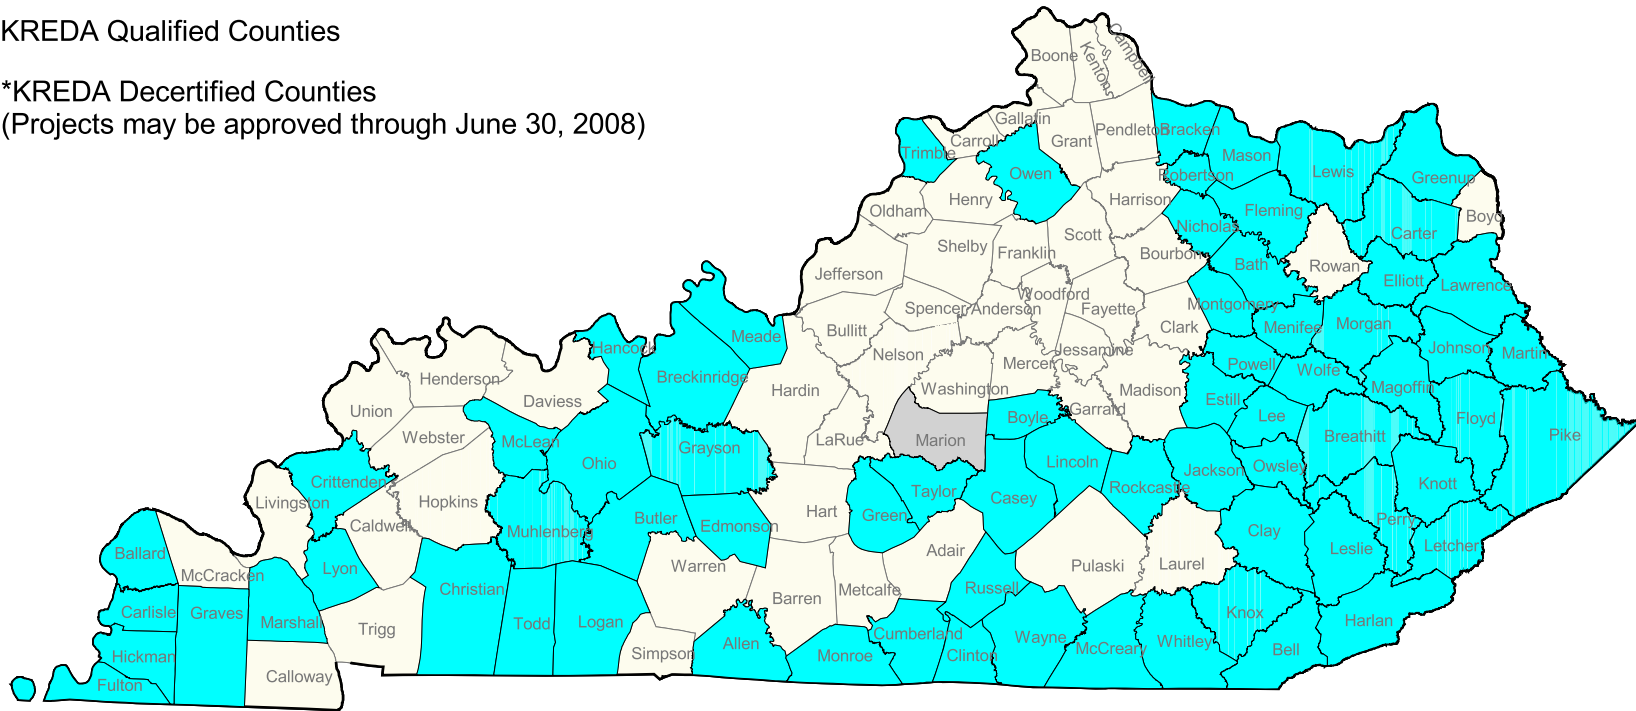 KREDA Qualified Counties
*KREDA Decertified Counties
(Projects may be approved through June 30, 2008)
Boone
Kenton
Campbell
Gallatin
Carroll
Grant
Pendleton
Bracken
Trimble
Owen
Mason
Robertson
Lewis
Greenup
Henry
Harrison
Oldham
Nicholas
Fleming
Boyd
Carter
Shelby
Franklin
Scott
Bourbon
Bath
Rowan
Jefferson
Elliott
Lawrence
Spencer
Anderson
Woodford
Fayette
Montgomery
Clark
Menifee
Morgan
Bullitt
Meade
Hancock
Nelson
Mercer
Jessamine
Johnson
Martin
Powell
Wolfe
Magoffin
Henderson
Breckinridge
Hardin
Washington
Madison
Daviess
Union
Estill
Lee
Garrard
Boyle
Floyd
Webster
McLean
Grayson
LaRue
Marion
Breathitt
Pike
Ohio
Lincoln
Jackson
Owsley
Crittenden
Rockcastle
Knott
Livingston
Hopkins
Taylor
Casey
Caldwell
Muhlenberg
Butler
Edmonson
Hart
Green
Clay
Perry
Leslie
Letcher
Ballard
McCracken
Lyon
Christian
Warren
Adair
Pulaski
Laurel
Barren
Metcalfe
Russell
Carlisle
Graves
Marshall
Trigg
Todd
Logan
Knox
Harlan
Hickman
Simpson
Allen
Monroe
Cumberland
Clinton
Wayne
McCreary
Whitley
Bell
Fulton
Calloway